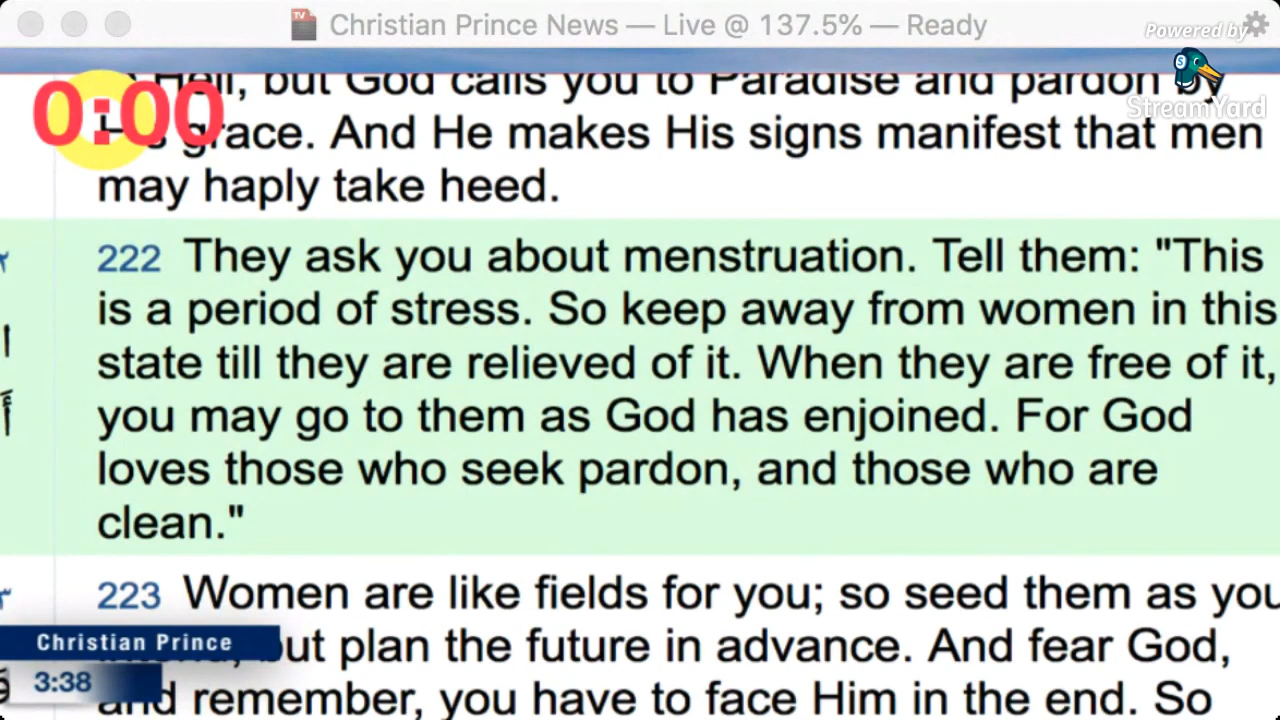 Christian Prince News — Live @ 137.5% — Ready
Powered by
StreamYard
0:00
Hell, but God calls you to Paradise and pardon by
grace. And He makes His signs manifest that men
may haply take heed.
222 They ask you about menstruation. Tell them: "This
is a period of stress. So keep away from women in this
state till they are relieved of it. When they are free of it,
you may go to them as God has enjoined. For God
loves those who seek pardon, and those who are
clean."
223 Women are like fields for you; so seed them as you
but plan the future in advance. And fear God,
and remember, you have to face Him in the end. So
Christian Prince
3:38